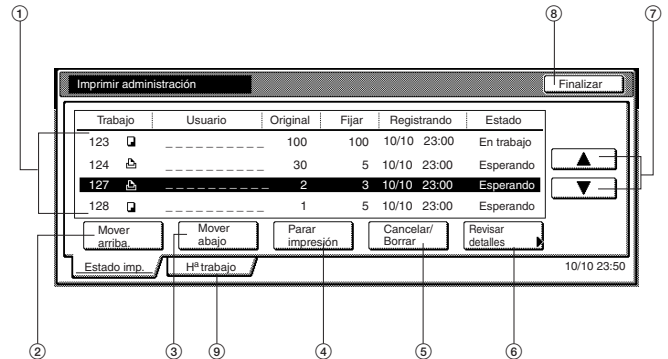 ① ⑧ ⑦
Imprimir administración Finalizar
Trabajo Usuario Original Fijar Registrando Estado
123 _ _ _ _ _ _ _ _ _ _ 100 100 10/10 23:00 En trabajo
124 _ _ _ _ _ _ _ _ _ _ 30 5 10/10 23:00 Esperando
127 _ _ _ _ _ _ _ _ _ _ 2 3 10/10 23:00 Esperando
128 _ _ _ _ _ _ _ _ _ _ 1 5 10/10 23:00 Esperando
Mover arriba. Mover abajo Parar impresión Cancelar/ Borrar Revisar detalles
Estado imp. Hª trabajo 10/10 23:50
② ③ ⑨ ④ ⑤ ⑥